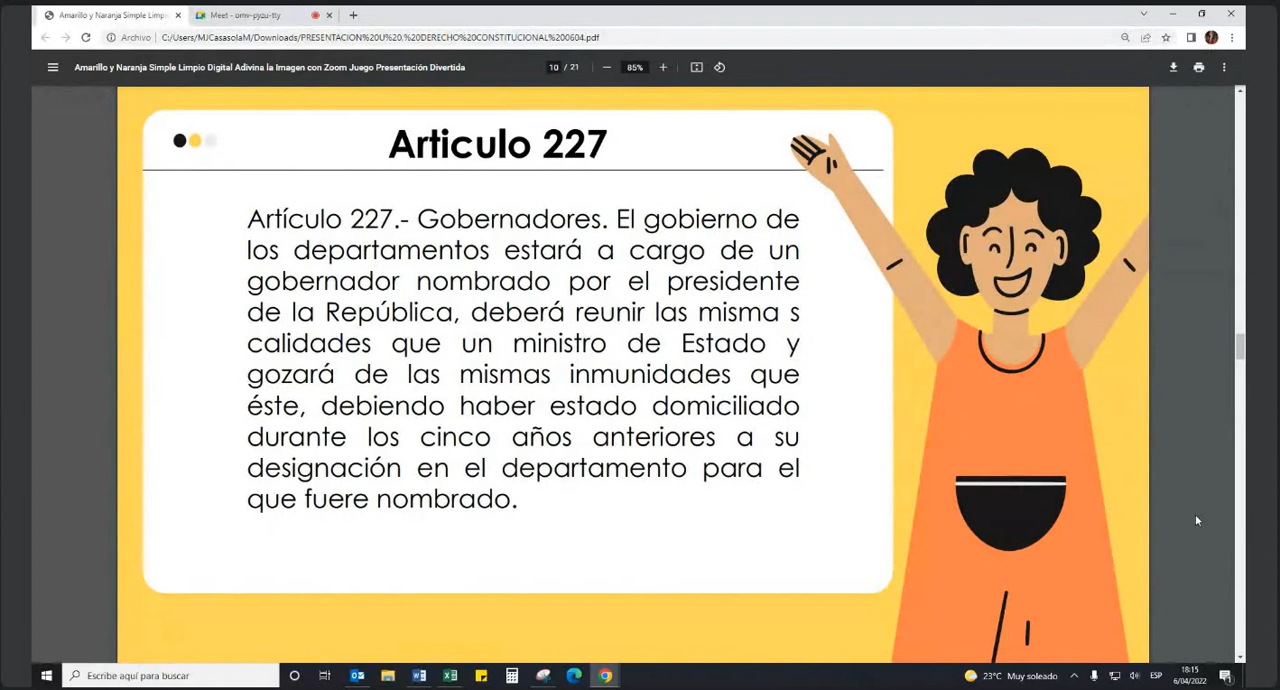 Amarillo y Naranja Simple Limp
Meet - omv-pyzu-tty
Archivo
C:/Users/MJCasasolaM/Downloads/PRESENTACION%20U%20.%20DERECHO%20CONSTITUCIONAL%200604.pdf
Amarillo y Naranja Simple Limpio Digital Adivina la Imagen con Zoom Juego Presentación Divertida
10 / 21
85%
Articulo 227
Artículo 227.- Gobernadores. El gobierno de
los departamentos estará a cargo de un
gobernador nombrado por el presidente
de la República, deberá reunir las misma s
calidades que un ministro de Estado y
gozará de las mismas inmunidades que
éste, debiendo haber estado domiciliado
durante los cinco años anteriores a su
designación en el departamento para el
que fuere nombrado.
Escribe aquí para buscar
23°C Muy soleado
ESP
18:15
6/04/2022